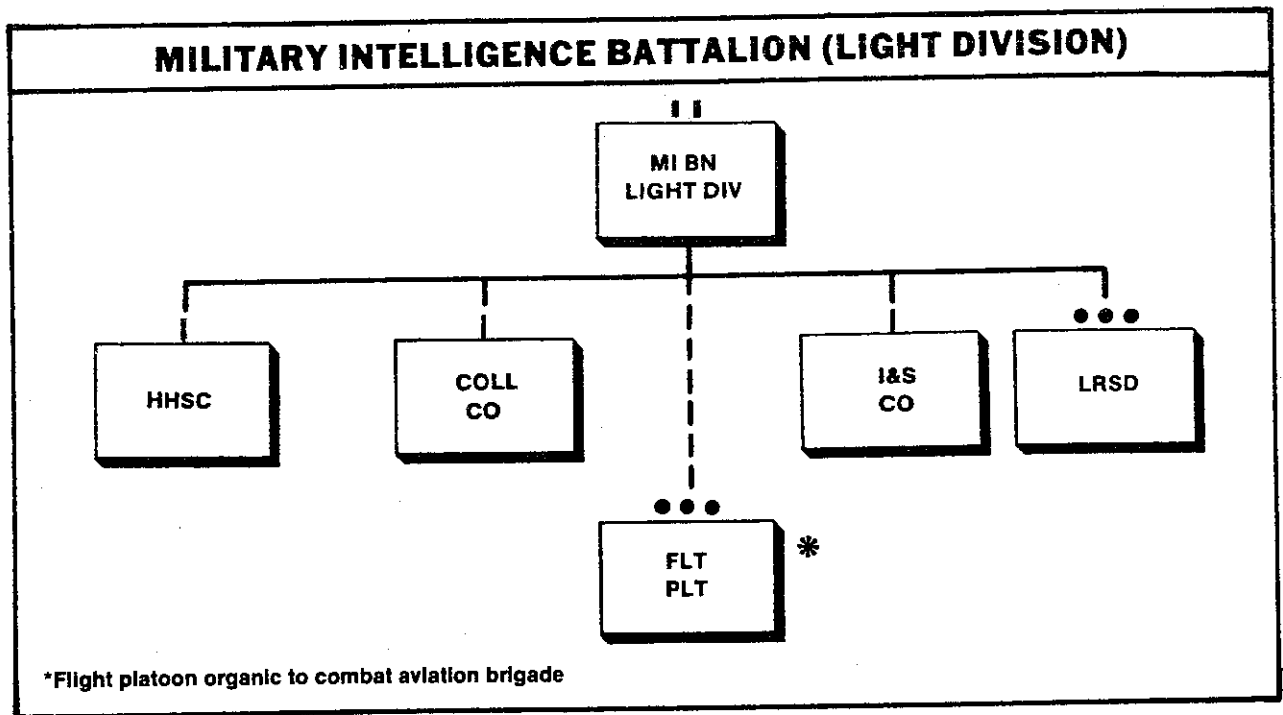 MILITARY INTELLIGENCE BATTALION (LIGHT DIVISION)
MI BN
LIGHT DIV
HHSC
COLL
CO
I&S
CO
LRSD
FLT
PLT
*
*Flight platoon organic to combat aviation brigade